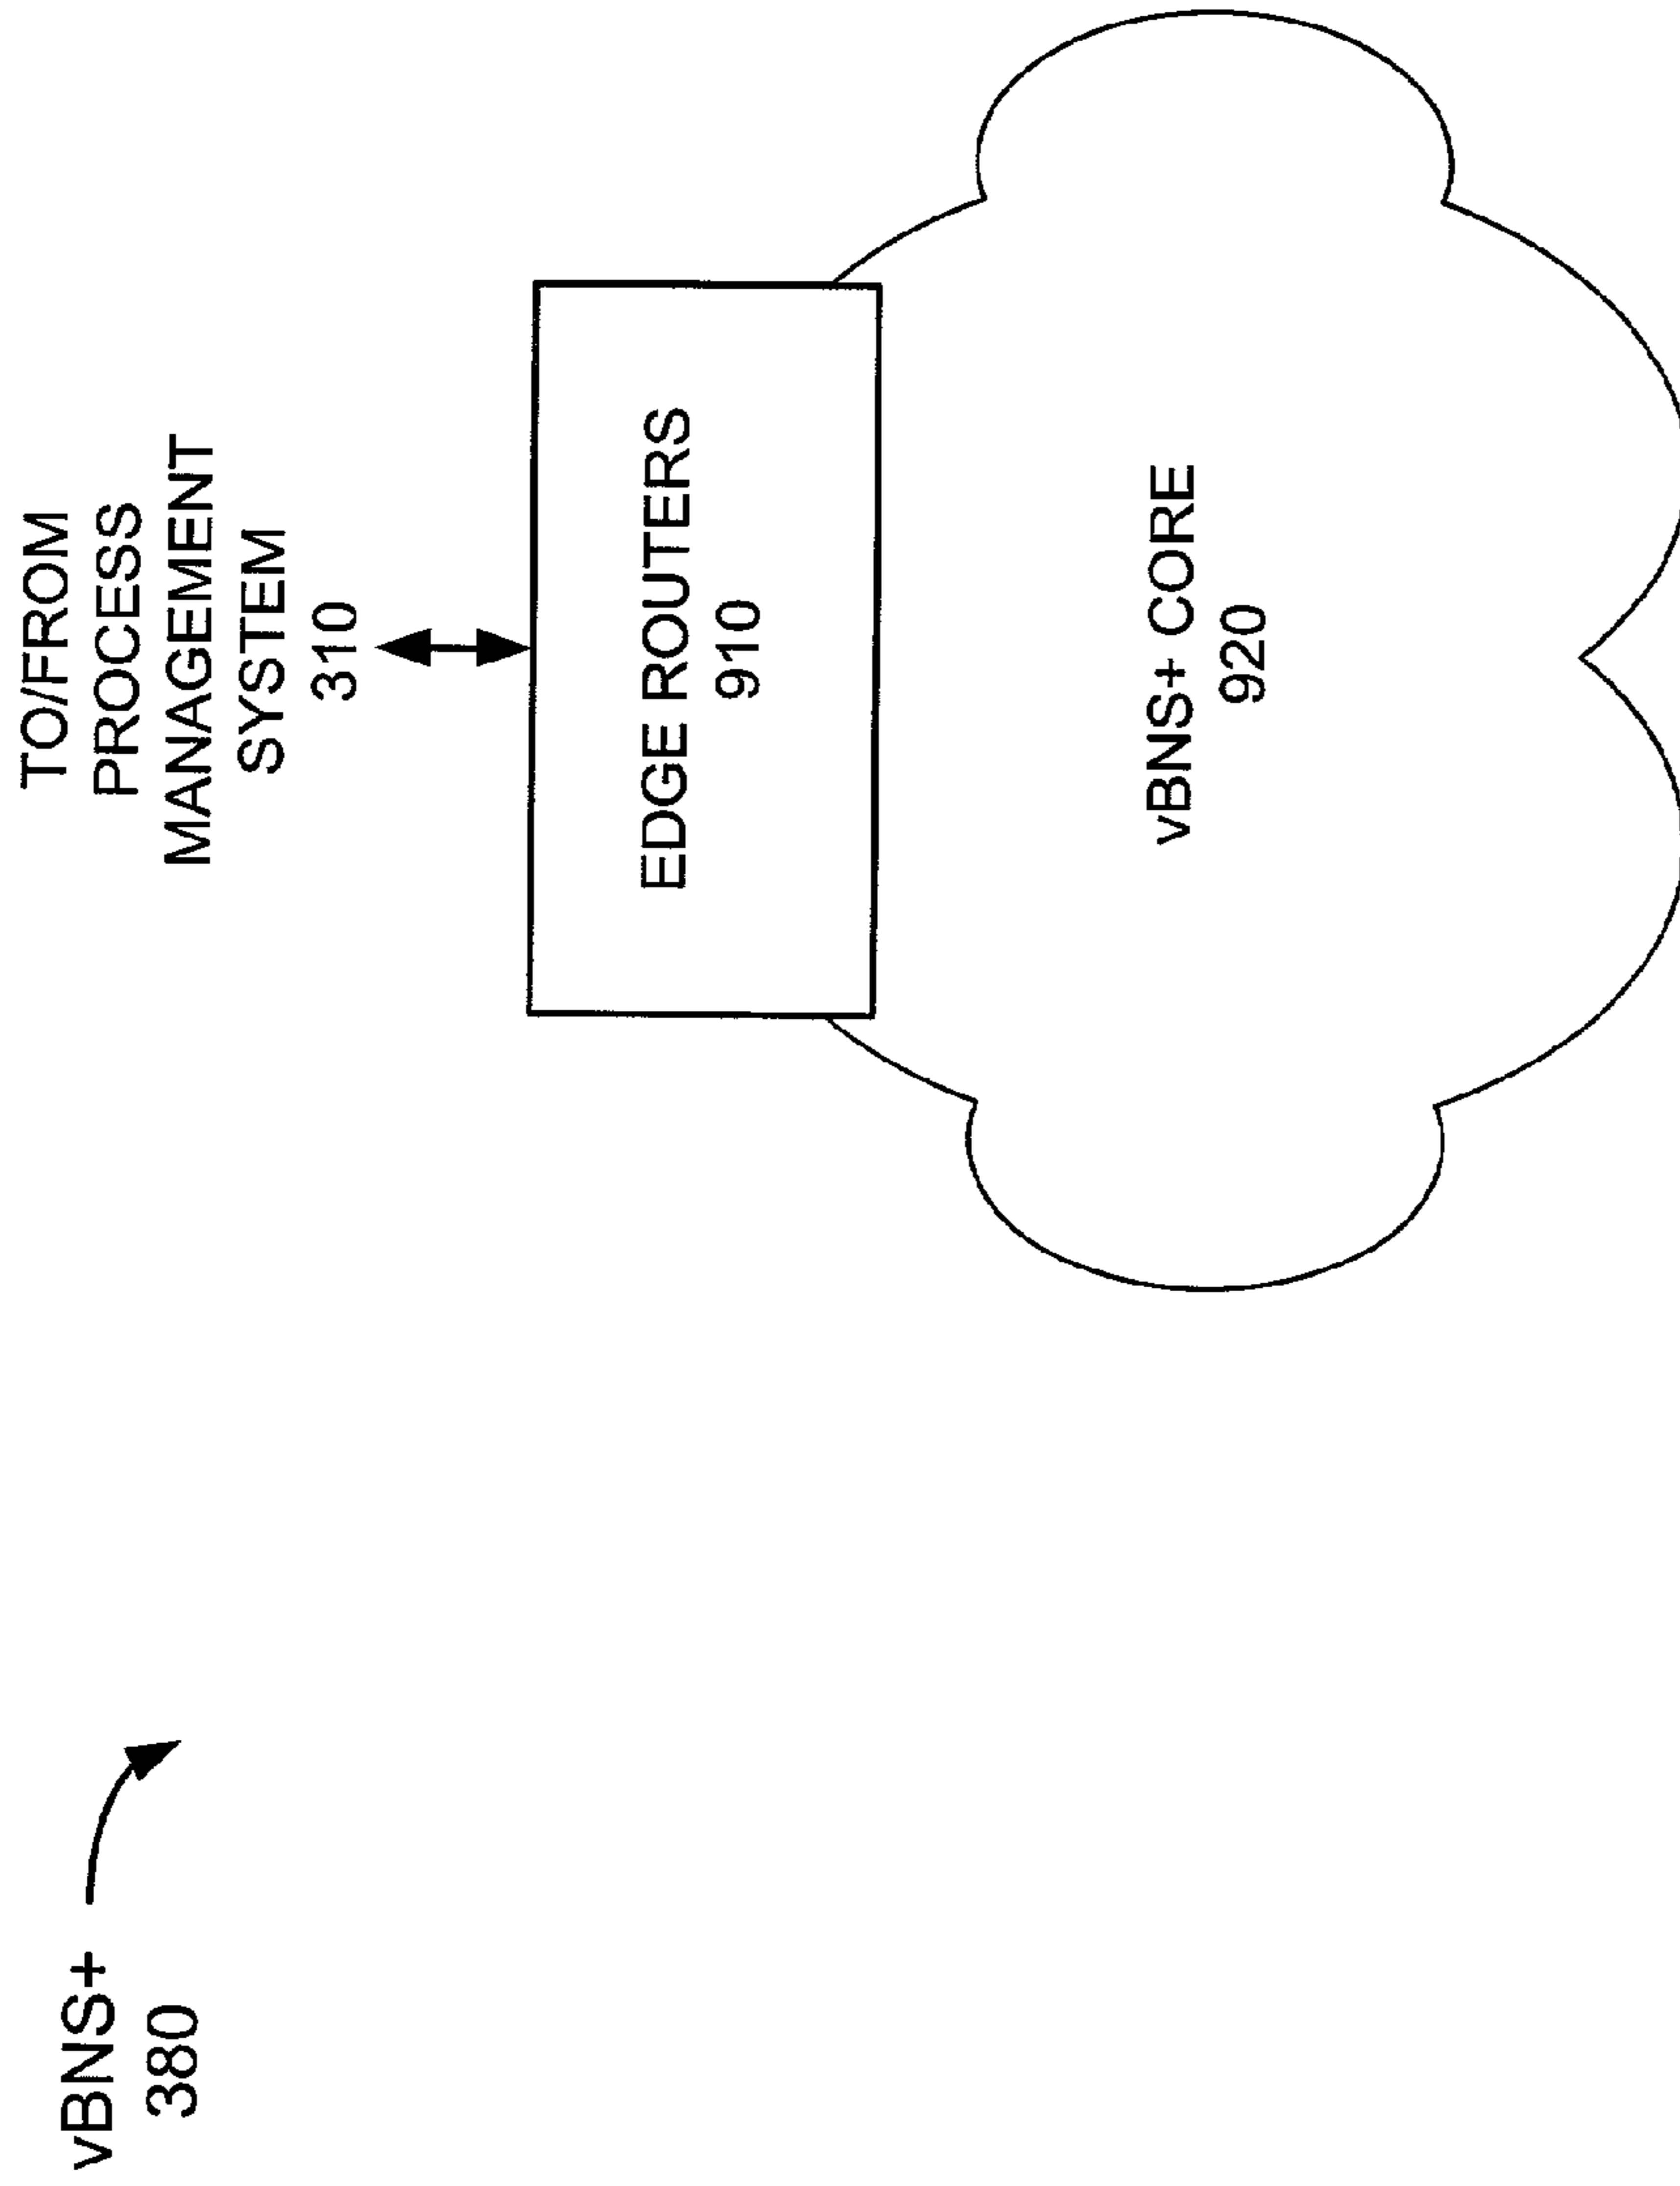 vBNS+
380
TO/FROM
PROCESS
MANAGEMENT
SYSTEM
310
EDGE ROUTERS
910
vBNS+ CORE
920